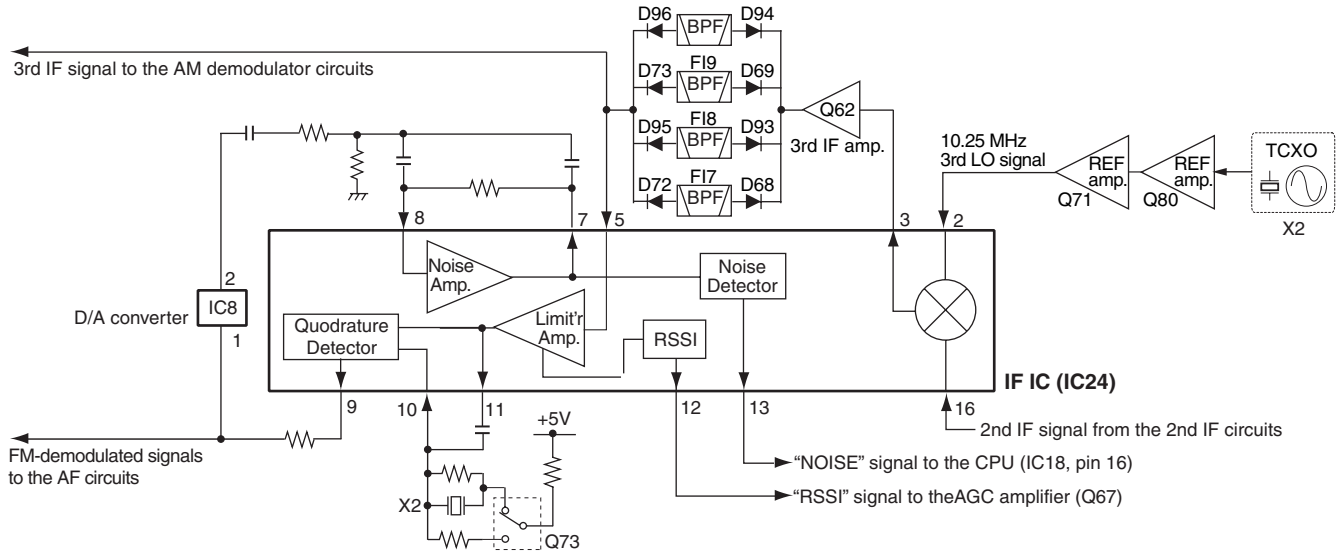 D96 BPF D94
3rd IF signal to the AM demodulator circuits
FI9
D73 BPF D69
Q62
3rd IF amp.
FI8
D95 BPF D93
FI7
D72 BPF D68
10.25 MHz
3rd LO signal
REF
amp.
Q71
REF
amp.
Q80
TCXO
X2
8 7 5 3 2
Noise
Amp.
Noise
Detector
2
IC8
1
D/A converter
Quodrature
Detector
Limit'r
Amp.
RSSI
IF IC (IC24)
9 10 11 12 13 16
+5V
2nd IF signal from the 2nd IF circuits
FM-demodulated signals
to the AF circuits
"NOISE" signal to the CPU (IC18, pin 16)
"RSSI" signal to theAGC amplifier (Q67)
X2
Q73